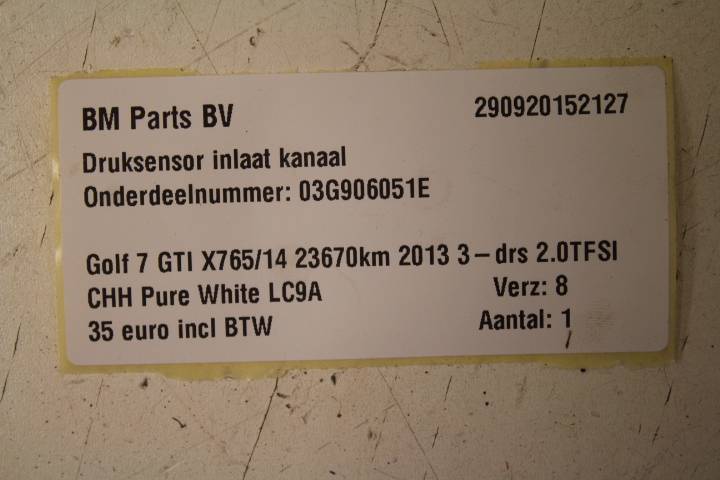 BM Parts BV 290920152127
Druksensor inlaat kanaal
Onderdeelnummer: 03G906051E
Golf 7 GTI X765/14 23670km 2013 3-drs 2.0TFSI
CHH Pure White LC9A Verz: 8
35 euro incl BTW Aantal: 1